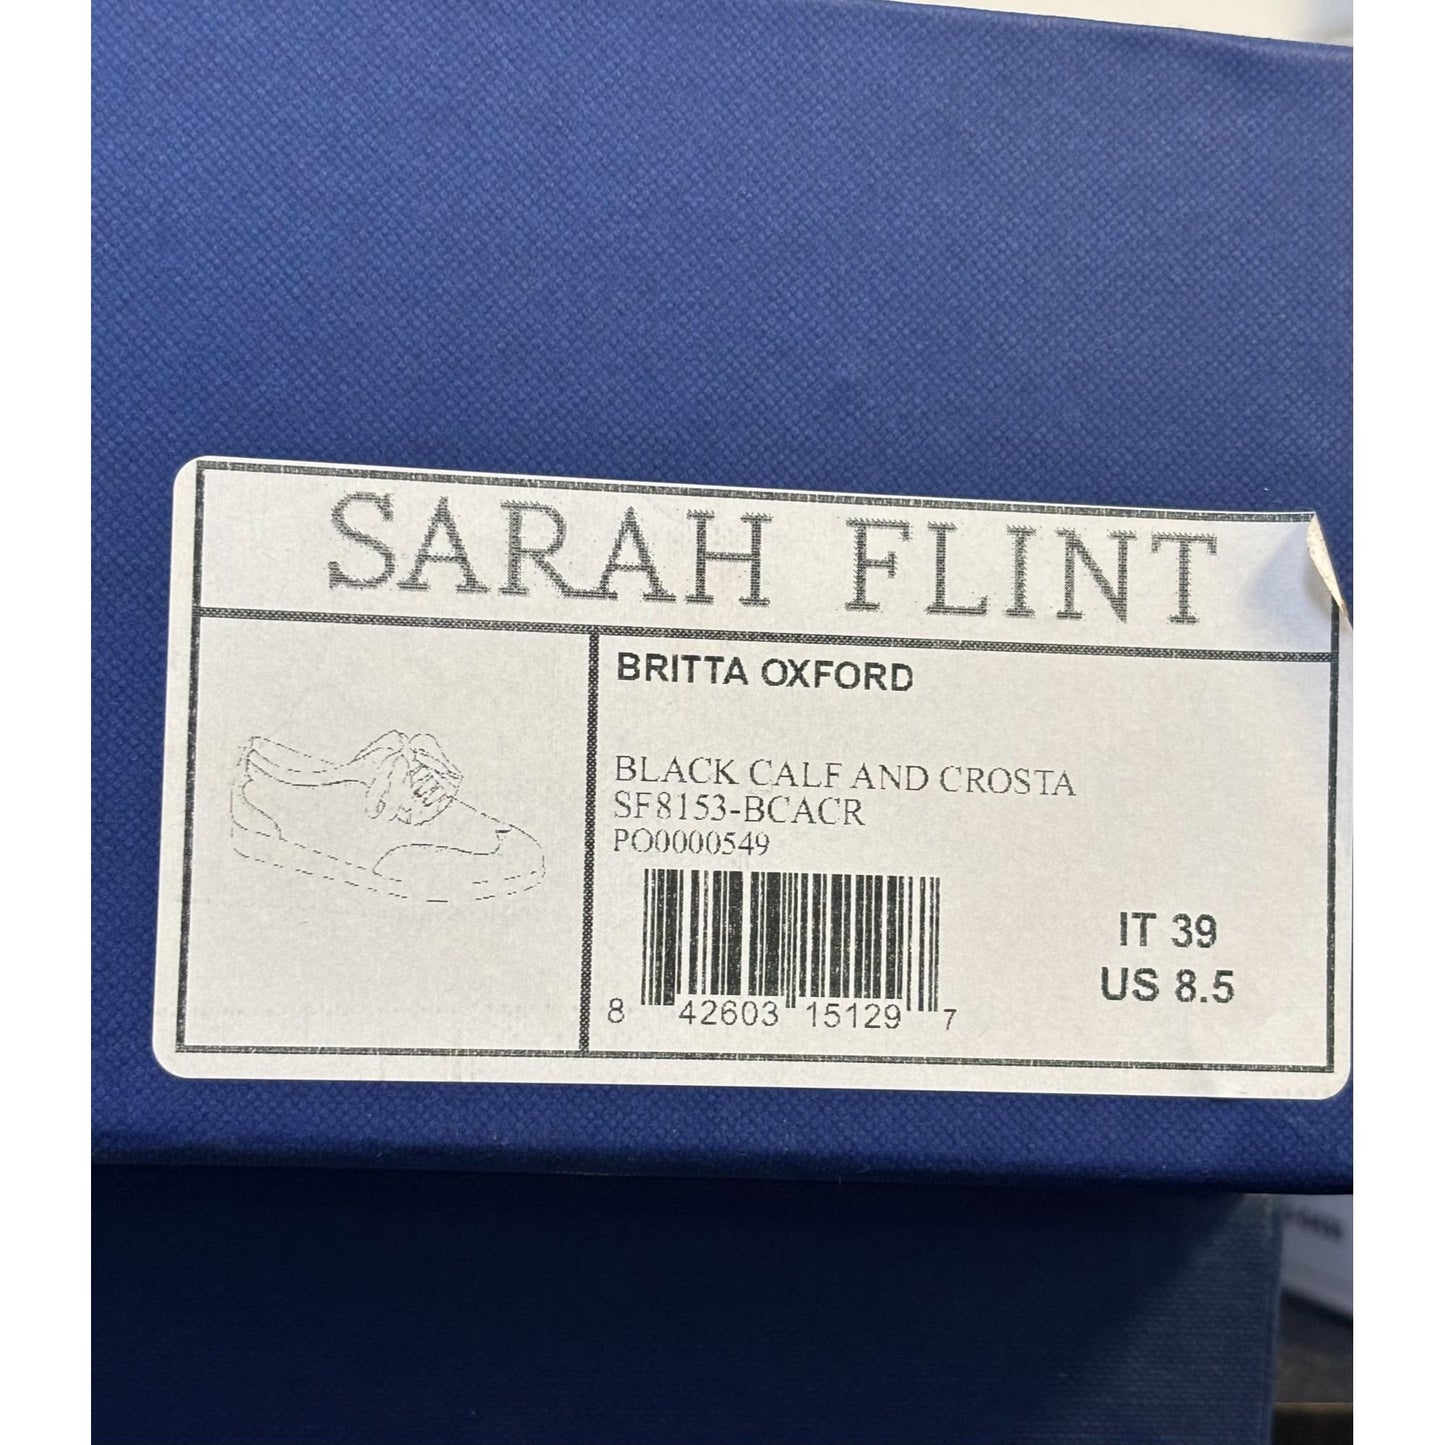 SARAH FLINT
BRITTA OXFORD
BLACK CALF AND CROSTA
SF8153-BCACR
PO0000549
IT 39
US 8.5
8 42603 15129 7